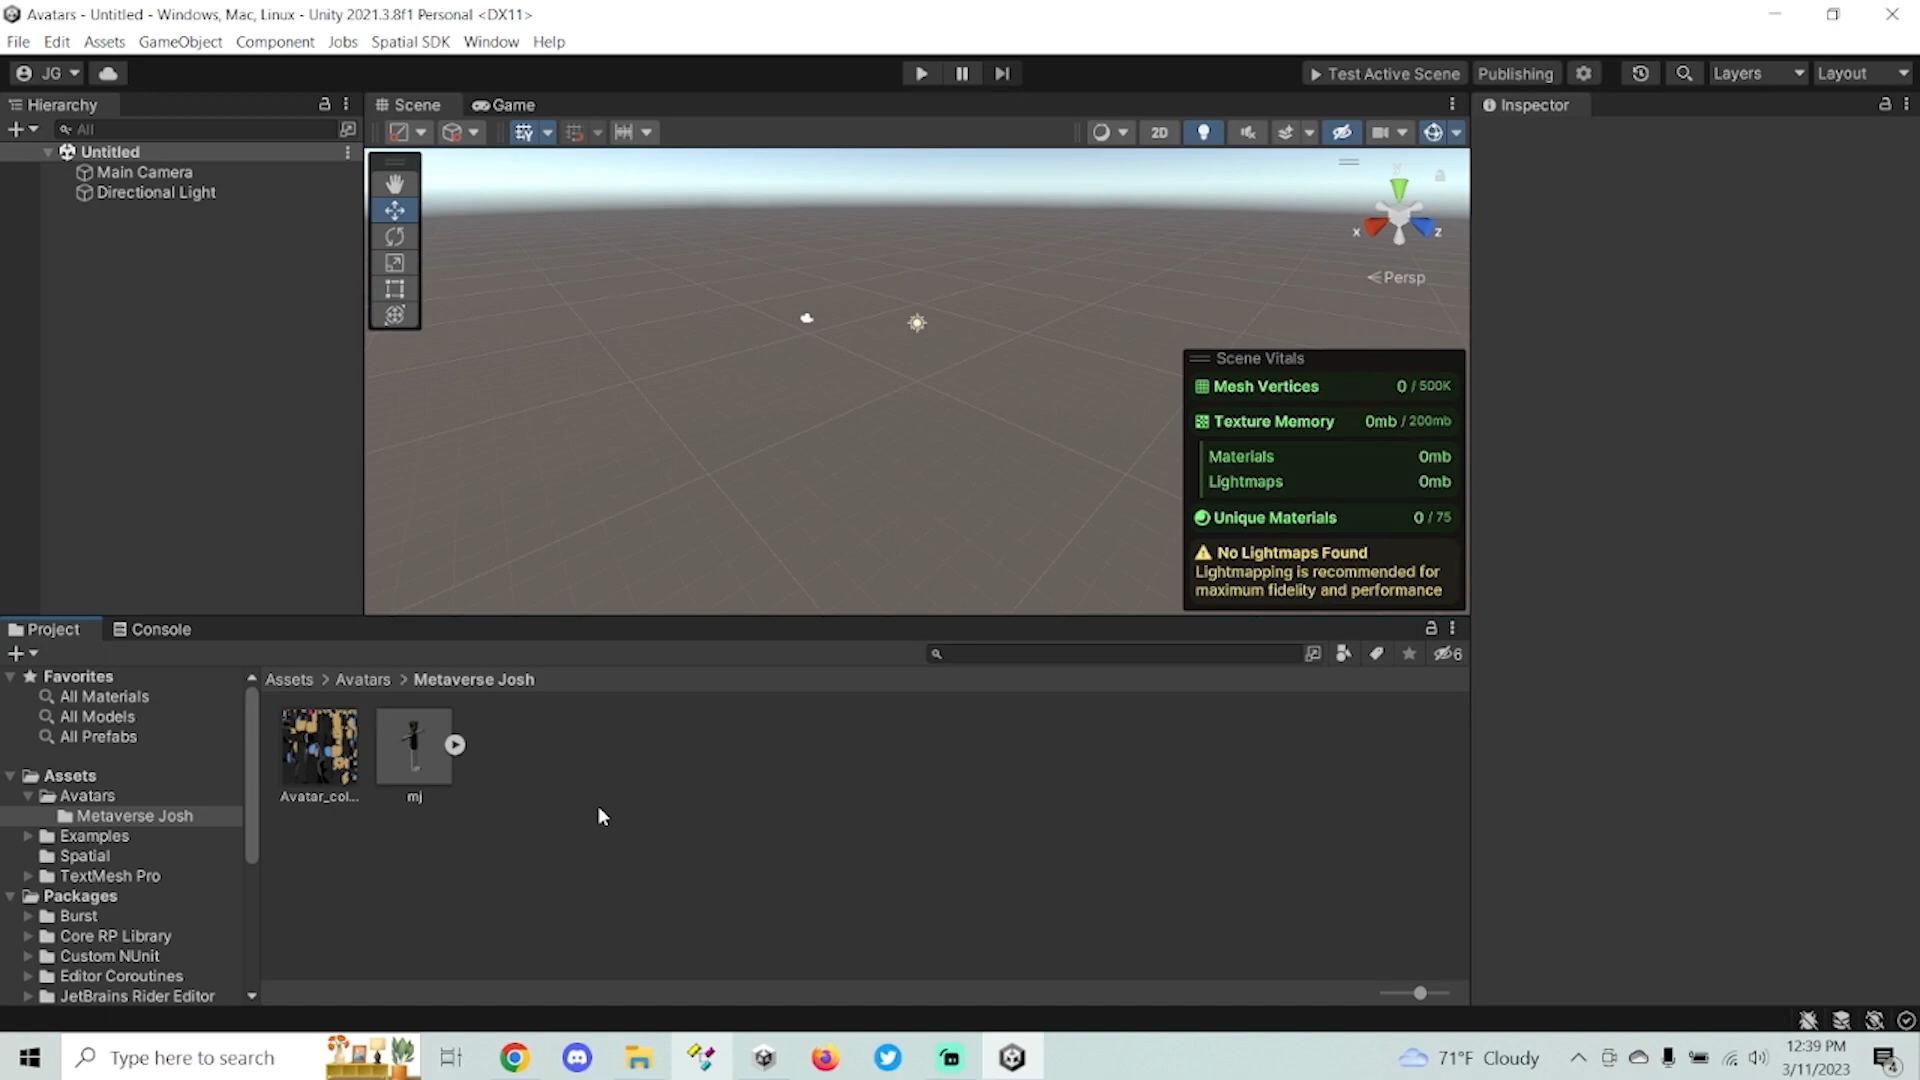 Avatars - Untitled - Windows, Mac, Linux - Unity 2021.3.8f1 Personal <DX11>
File Edit Assets GameObject Component Jobs Spatial SDK Window Help
JG
Test Active Scene Publishing Layers Layout
Hierarchy
Scene
Game
Inspector
All
2D
Untitled
Main Camera
Directional Light
x z
Persp
Scene Vitals
Mesh Vertices 0 / 500K
Texture Memory 0mb / 200mb
Materials 0mb
Lightmaps 0mb
Unique Materials 0 / 75
No Lightmaps Found
Lightmapping is recommended for
maximum fidelity and performance
Project
Console
6
Favorites
All Materials
All Models
All Prefabs
Assets
Avatars
Metaverse Josh
Examples
Spatial
TextMesh Pro
Packages
Burst
Core RP Library
Custom NUnit
Editor Coroutines
JetBrains Rider Editor
Assets > Avatars > Metaverse Josh
Avatar_col...
mj
Type here to search
71°F Cloudy
12:39 PM
3/11/2023
4